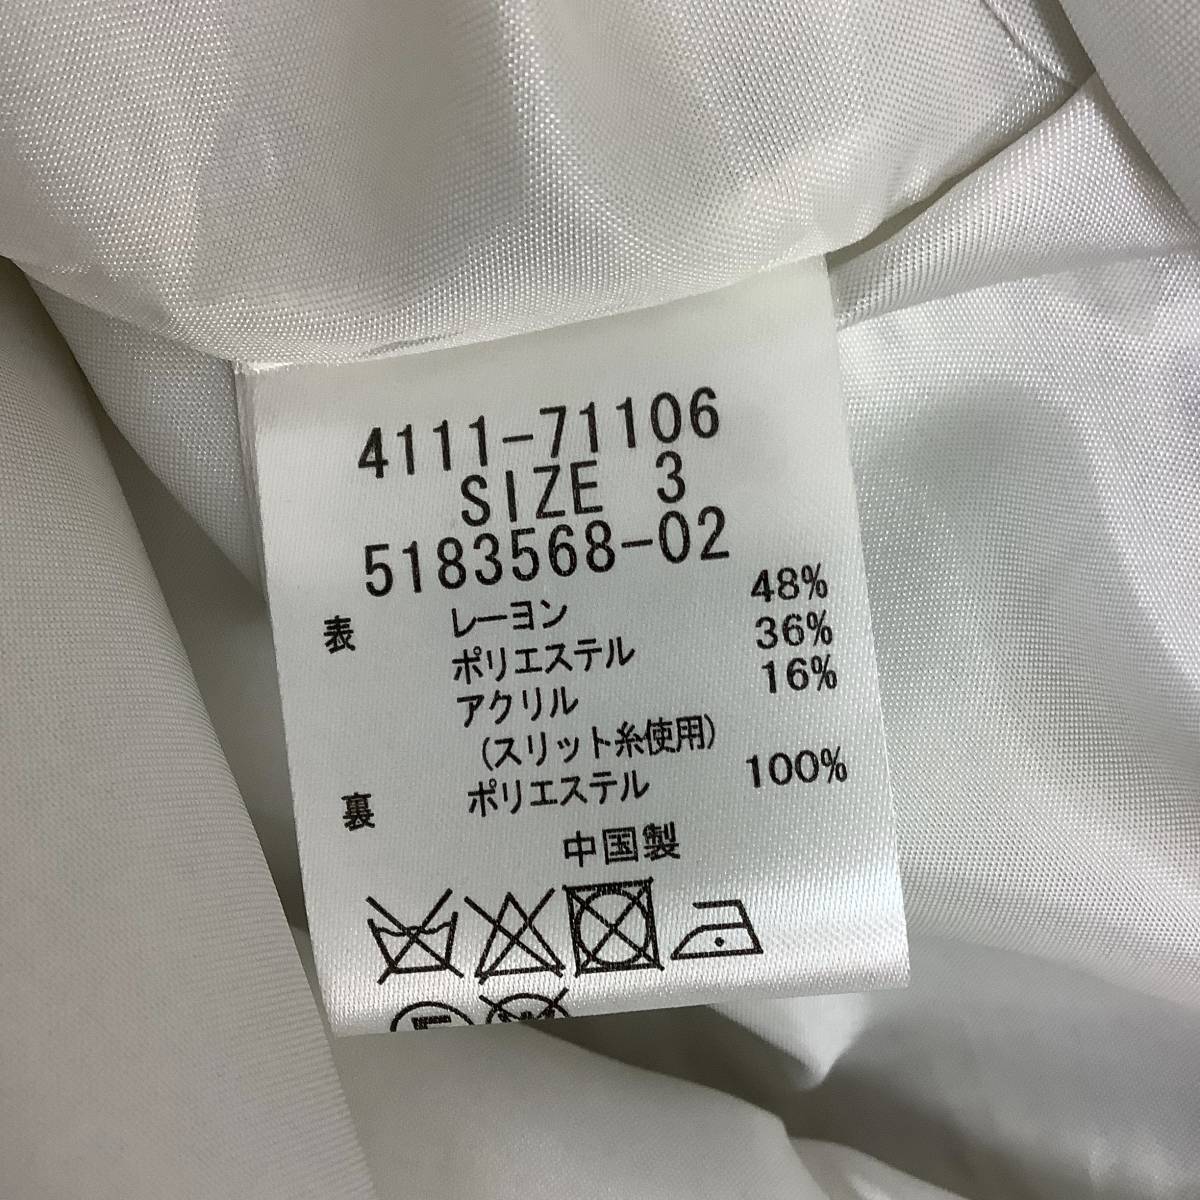 4111-71106
SIZE 3
5183568-02
表 レーヨン 48%
ポリエステル 36%
アクリル 16%
(スリット糸使用)
裏 ポリエステル 100%
中国製